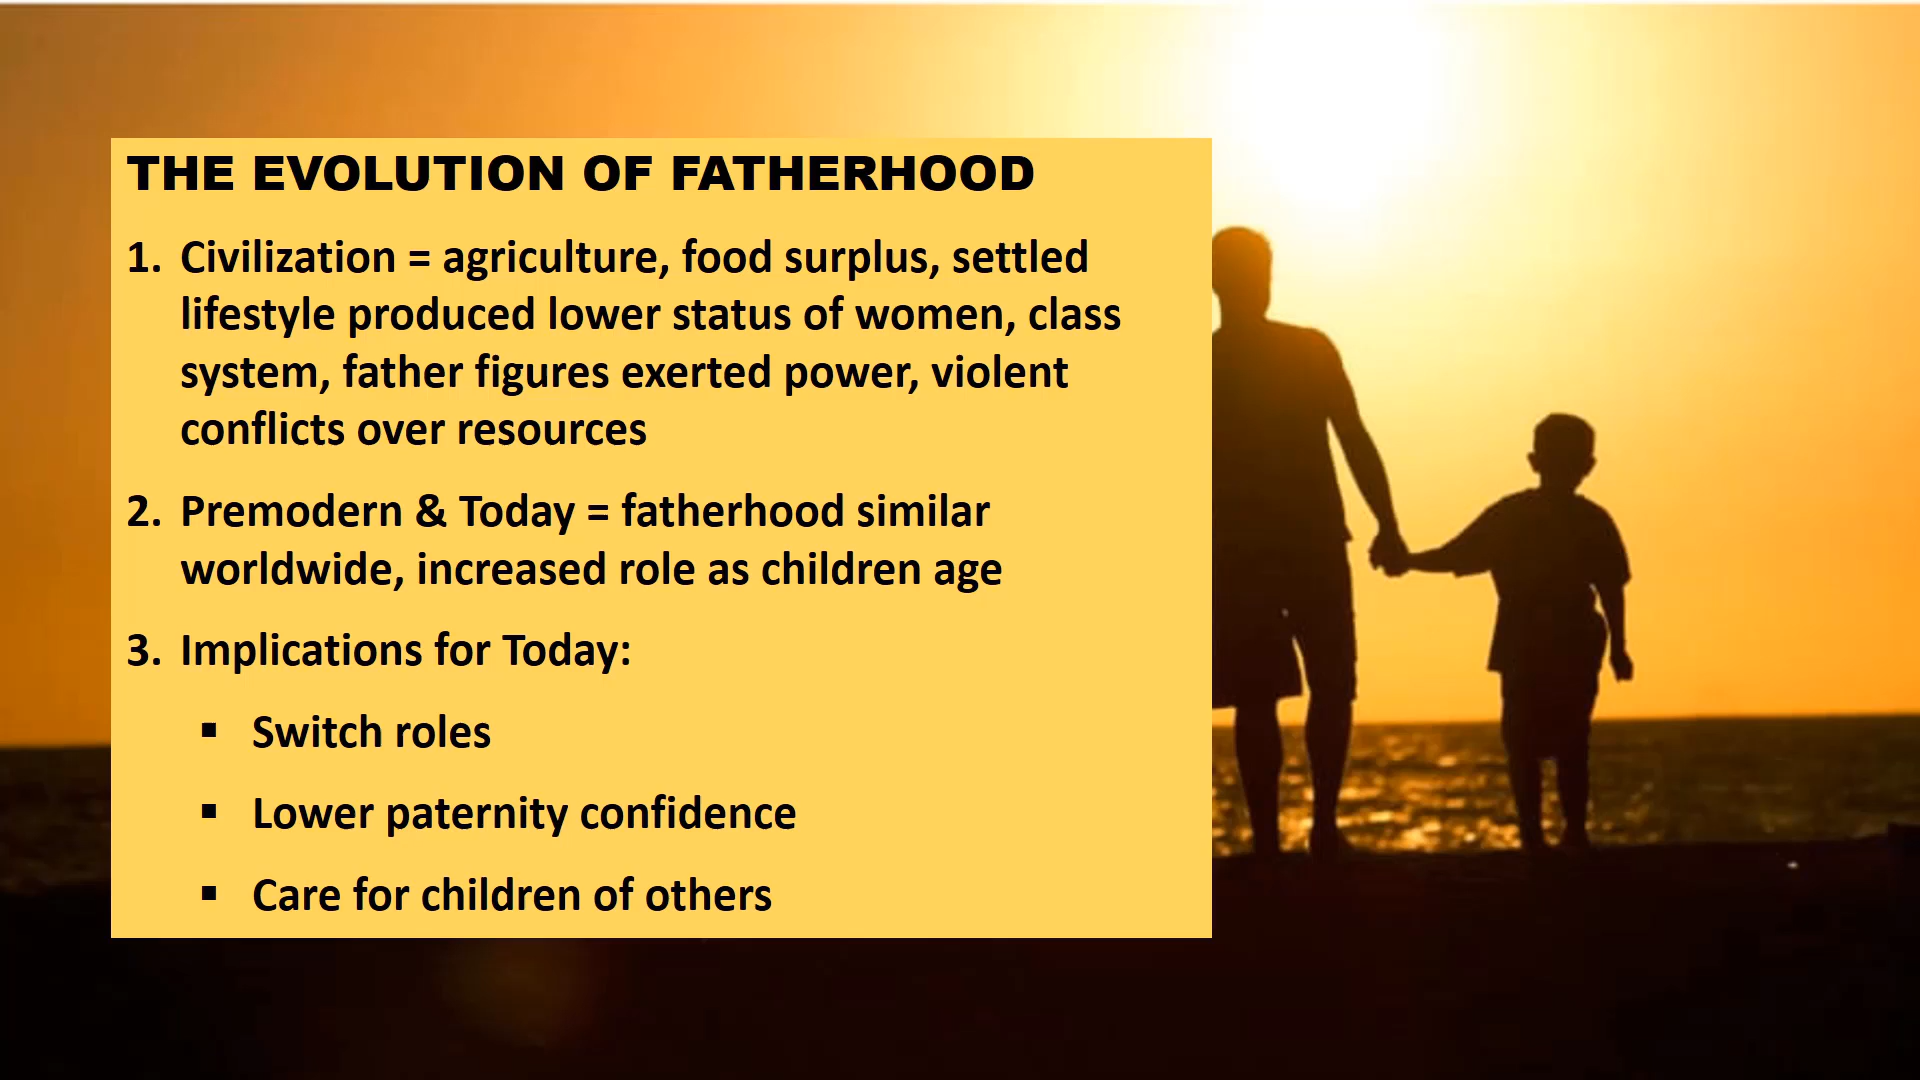 THE EVOLUTION OF FATHERHOOD
1. Civilization = agriculture, food surplus, settled
lifestyle produced lower status of women, class
system, father figures exerted power, violent
conflicts over resources
2. Premodern & Today = fatherhood similar
worldwide, increased role as children age
3. Implications for Today:
▪ Switch roles
▪ Lower paternity confidence
▪ Care for children of others